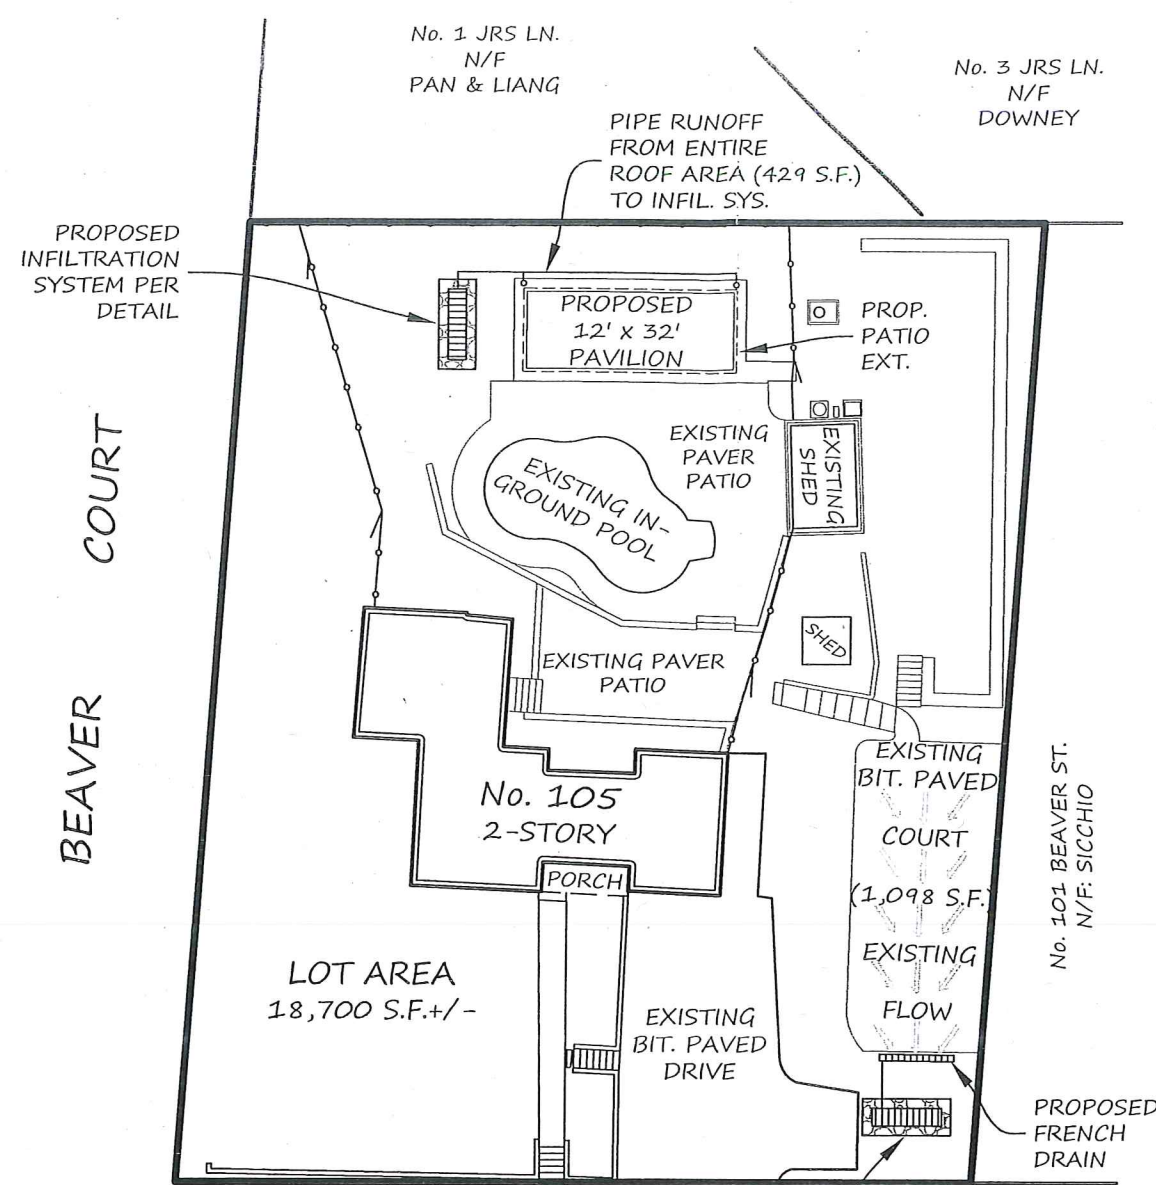 No. 1 JRS LN.
N/F
PAN & LIANG
No. 3 JRS LN.
N/F
DOWNEY
PIPE RUNOFF
FROM ENTIRE
ROOF AREA (429 S.F.)
TO INFIL. SYS.
PROPOSED
INFILTRATION
SYSTEM PER
DETAIL
PROPOSED
12' x 32'
PAVILION
PROP.
PATIO
EXT.
EXISTING
PAVER
PATIO
EXISTING
SHED
EXISTING IN-
GROUND POOL
BEAVER COURT
SHED
EXISTING PAVER
PATIO
No. 105
2-STORY
PORCH
EXISTING
BIT. PAVED
COURT
(1,098 S.F.)
EXISTING
FLOW
No. 101 BEAVER ST.
N/F: SICCHIO
LOT AREA
18,700 S.F.+/-
EXISTING
BIT. PAVED
DRIVE
PROPOSED
FRENCH
DRAIN